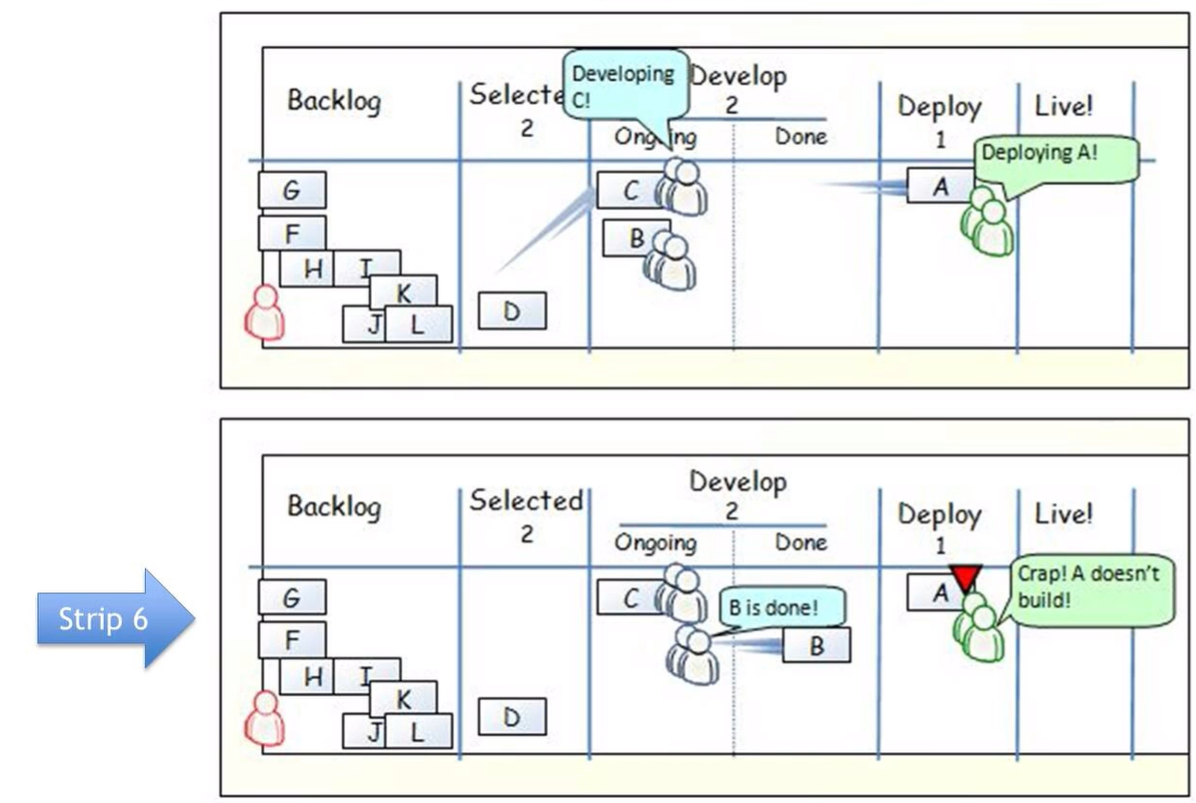 Developing
C!
Develop
Backlog
Selecte
2
2
Deploy
1
Live!
Ongoing
Done
Deploying A!
G
C
A
F
B
H
I
K
D
J
L
Develop
Backlog
Selected
2
2
Deploy
1
Live!
Ongoing
Done
Strip 6
G
C
B is done!
A
Crap! A doesn't
build!
F
B
H
I
K
D
J
L